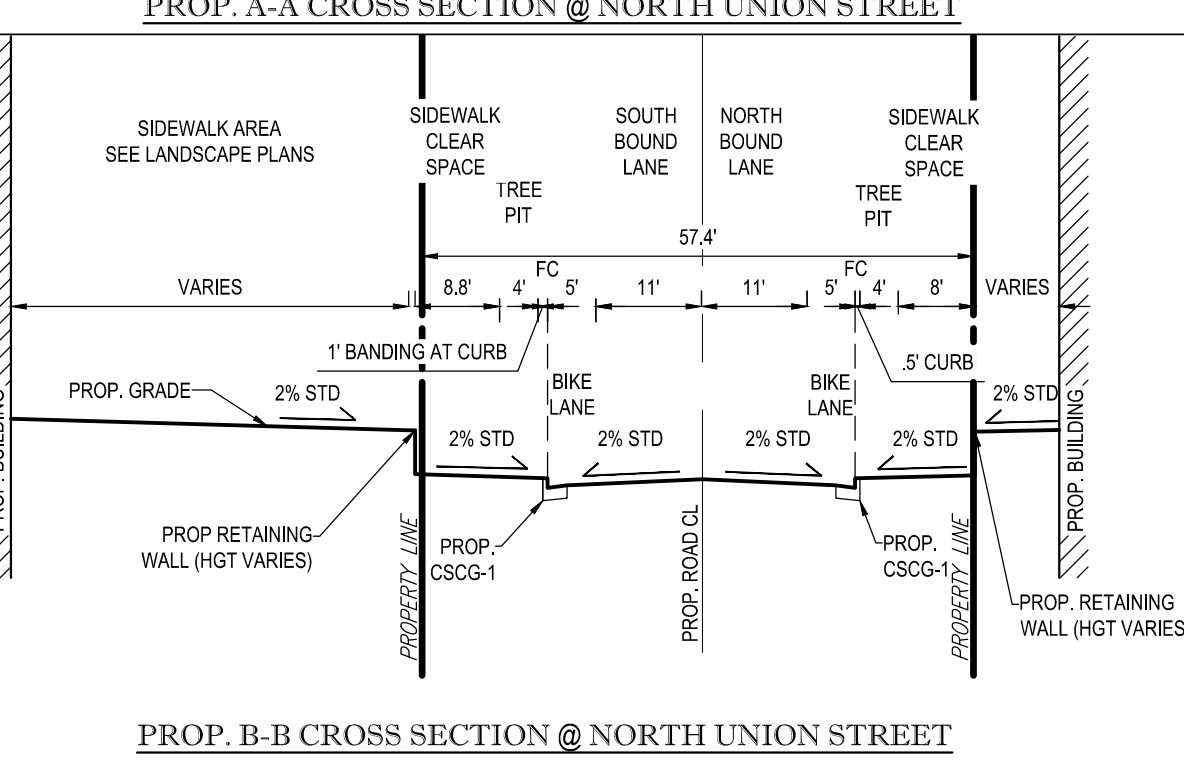 PROP. A-A CROSS SECTION @ NORTH UNION STREET
SIDEWALK AREA
SEE LANDSCAPE PLANS
SIDEWALK
CLEAR
SPACE
TREE
PIT
SOUTH
BOUND
LANE
NORTH
BOUND
LANE
SIDEWALK
CLEAR
SPACE
TREE
PIT
57.4'
FC
FC
VARIES
8.8'
4'
5'
11'
11'
5'
4'
8'
VARIES
1' BANDING AT CURB
.5' CURB
PROP. GRADE
2% STD
BIKE
LANE
BIKE
LANE
2% STD
2% STD
2% STD
2% STD
2% STD
PROP. BUILDING
PROP. BUILDING
PROP RETAINING
WALL (HGT VARIES)
PROPERTY LINE
PROP.
CSCG-1
PROP. ROAD CL
PROP.
CSCG-1
PROPERTY LINE
PROP. RETAINING
WALL (HGT VARIES
PROP. B-B CROSS SECTION @ NORTH UNION STREET